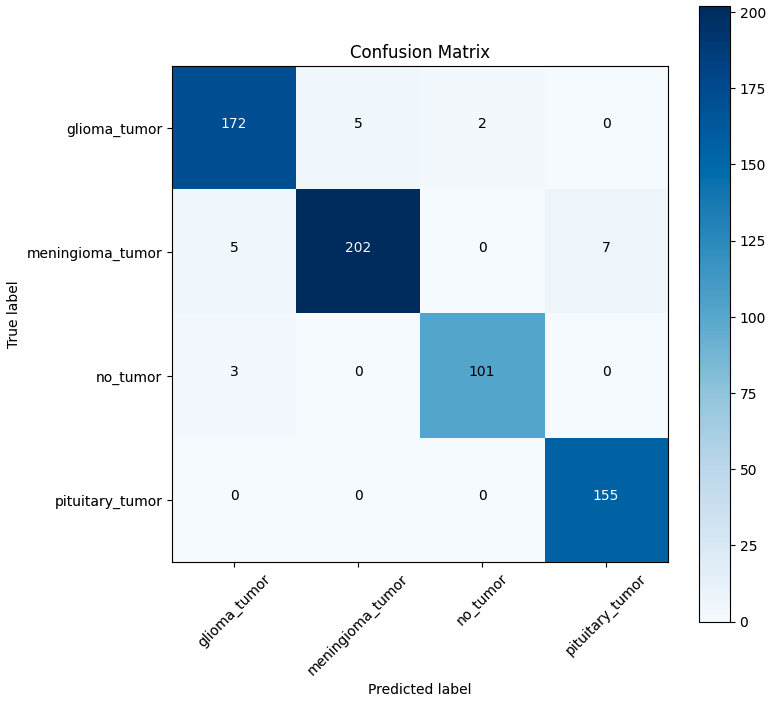 Confusion Matrix
True label
glioma_tumor 172 5 2 0
meningioma_tumor 5 202 0 7
no_tumor 3 0 101 0
pituitary_tumor 0 0 0 155
glioma_tumor meningioma_tumor no_tumor pituitary_tumor
Predicted label
200
175
150
125
100
75
50
25
0